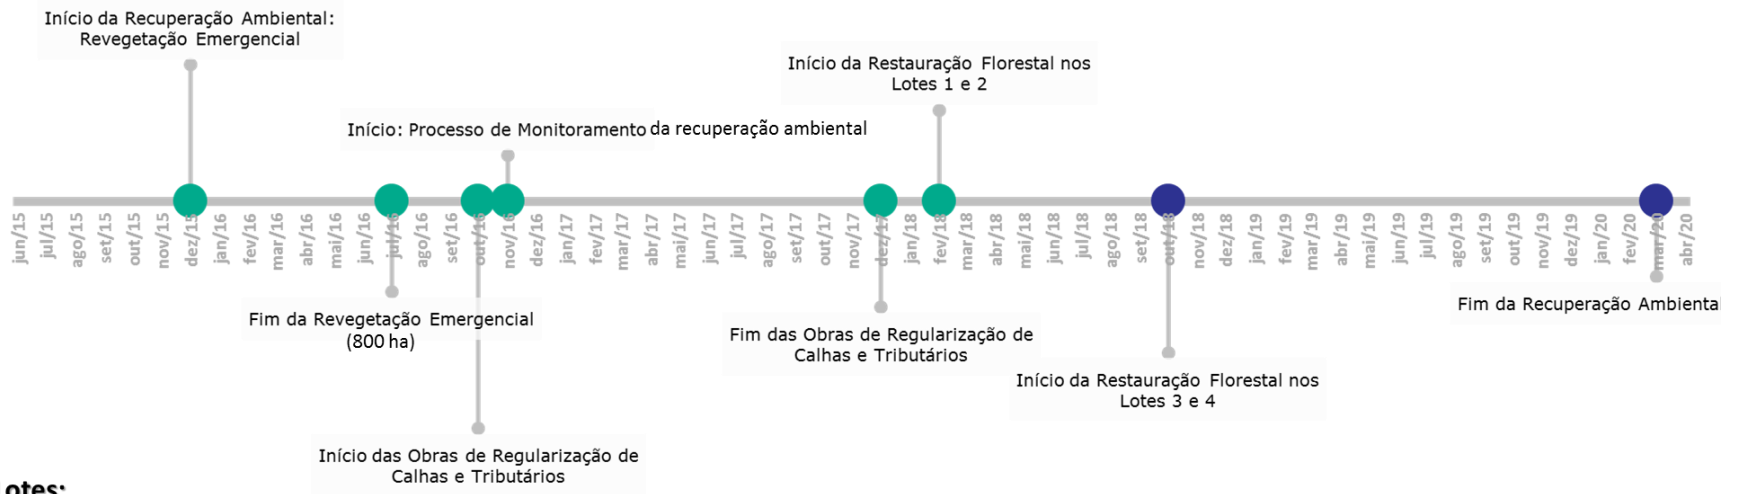 Início da Recuperação Ambiental:
Revegetação Emergencial
Início da Restauração Florestal nos
Lotes 1 e 2
Início: Processo de Monitoramento da recuperação ambiental
jun/15
jul/15
ago/15
set/15
out/15
nov/15
dez/15
jan/16
fev/16
mar/16
abr/16
mai/16
jun/16
jul/16
ago/16
set/16
out/16
nov/16
dez/16
jan/17
fev/17
mar/17
abr/17
mai/17
jun/17
jul/17
ago/17
set/17
out/17
nov/17
dez/17
jan/18
fev/18
mar/18
abr/18
mai/18
jun/18
jul/18
ago/18
set/18
out/18
nov/18
dez/18
jan/19
fev/19
mar/19
abr/19
mai/19
jun/19
jul/19
ago/19
set/19
out/19
nov/19
dez/19
jan/20
fev/20
mar/20
abr/20
Fim da Revegetação Emergencial
(800 ha)
Fim das Obras de Regularização de
Calhas e Tributários
Fim da Recuperação Ambiental
Início da Restauração Florestal nos
Lotes 3 e 4
Início das Obras de Regularização de
Calhas e Tributários
otes: